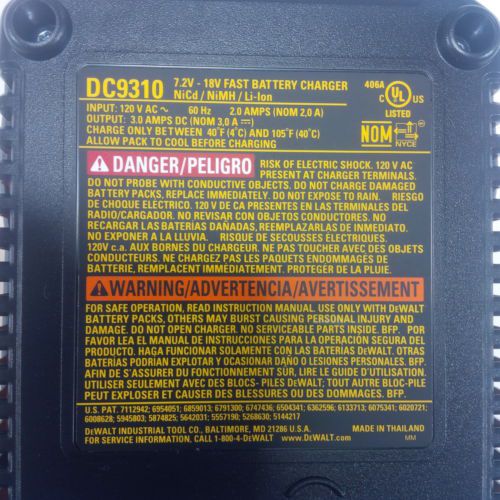 DC9310 7.2V - 18V FAST BATTERY CHARGER
NiCd / NiMH / Li-Ion
406A
C UL US
LISTED
INPUT: 120 V AC ~ 60 Hz 2.0 AMPS (NOM 2,0 A)
OUTPUT: 3.0 AMPS DC (NOM 3,0 A)
CHARGE ONLY BETWEEN 40°F (4°C) AND 105°F (40°C)
ALLOW PACK TO COOL BEFORE CHARGING
NOM
NYCE
DANGER/PELIGRO RISK OF ELECTRIC SHOCK. 120 V AC
PRESENT AT CHARGER TERMINALS.
DO NOT PROBE WITH CONDUCTIVE OBJECTS. DO NOT CHARGE DAMAGED
BATTERY PACKS, REPLACE IMMEDIATELY. DO NOT EXPOSE TO RAIN. RIESGO
DE CHOQUE ELECTRICO. 120 V DE CA PRESENTES EN LAS TERMINALES DEL
RADIO/CARGADOR. NO REVISAR CON OBJETOS CONDUCTORES. NO
RECARGAR LAS BATERÍAS DAÑADAS, REEMPLAZARLAS DE INMEDIATO.
NO EXPONER A LA LLUVIA. RISQUE DE SECOUSSES ÉLECTRIQUES.
120V c.a. AUX BORNES DU CHARGEUR. NE PAS TOUCHER AVEC DES OBJETS
CONDUCTEURS. NE CHARGEZ PAS LES PAQUETS ENDOMMAGÉS DE
BATTERIE, REMPLACENT IMMÉDIATEMENT. PROTEGÉR DE LA PLUIE.
WARNING/ADVERTENCIA/AVERTISSEMENT
FOR SAFE OPERATION, READ INSTRUCTION MANUAL. USE ONLY WITH DEWALT
BATTERY PACKS, OTHERS MAY BURST CAUSING PERSONAL INJURY AND
DAMAGE. DO NOT OPEN CHARGER. NO SERVICEABLE PARTS INSIDE. BFP. POR
FAVOR LEA EL MANUAL DE INSTRUCCIONES PARA LA OPERACIÓN SEGURA DEL
PRODUCTO. HAGA FUNCIONAR SOLAMENTE CON LAS BATERÍAS DEWALT. OTRAS
BATERIAS PODRIAN EXPLOTAR Y OCASIONAR DAÑO O LESIONES PERSONALES. BFP.
AFIN DE S'ASSURER DU FONCTIONNEMENT SÛR, LIRE LE GUIDE D'UTILISATION.
UTILISER SEULEMENT AVEC DES BLOCS- PILES DEWALT; TOUT AUTRE BLOC-PILE
PEUT EXPLOSER ET CAUSER DES BLESSURES OU DES DOMMAGES. BFP.
U.S. PAT. 7112942; 6954051; 6859013; 6791300; 6747436; 6504341; 6362596; 6133713; 6075341; 6020721;
6008628; 5945803; 5874825; 5642031; 5557190; 5268630; 5144217
DEWALT INDUSTRIAL TOOL CO., BALTIMORE, MD 21286 U.S.A. MADE IN THAILAND
FOR SERVICE INFORMATION, CALL 1-800-4-DEWALT www.DEWALT.com MM